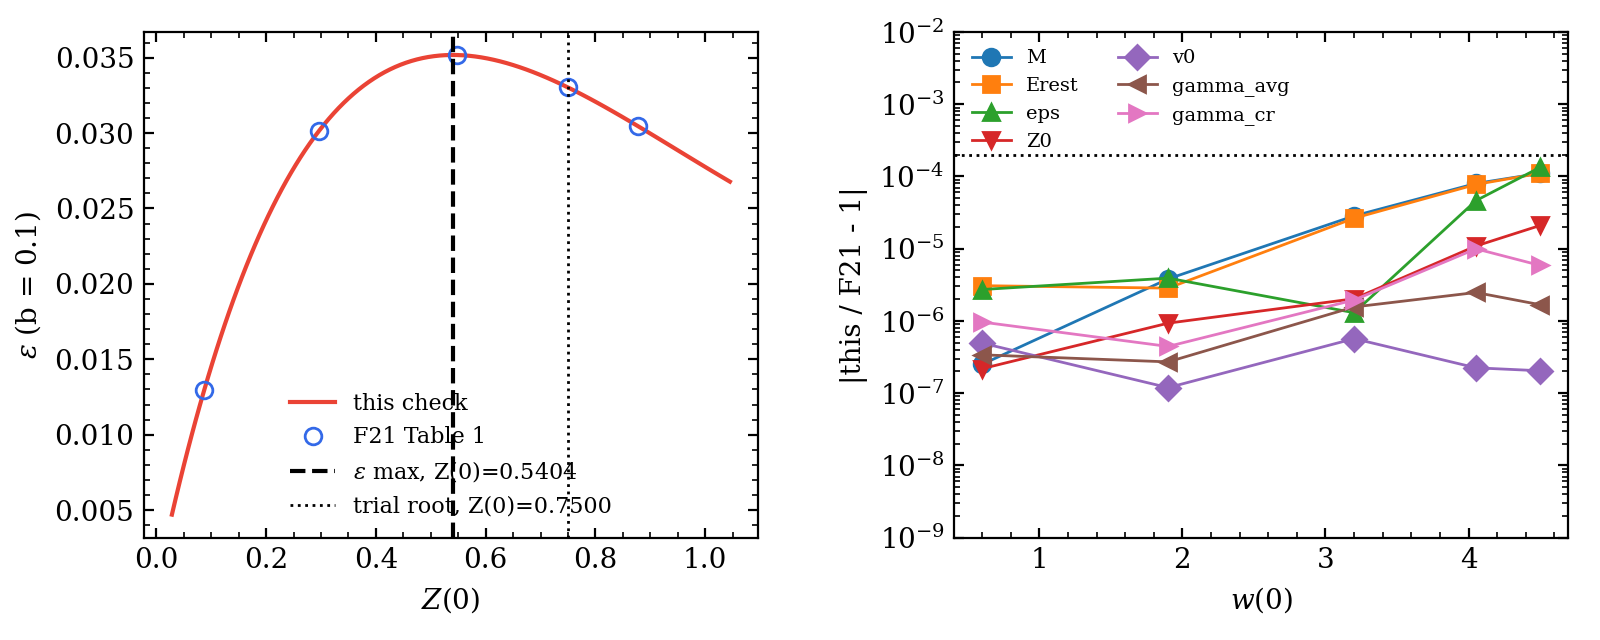 0.035
0.030
0.025
0.020
0.015
0.010
0.005
ε (b = 0.1)
this check
F21 Table 1
ε max, Z(0)=0.5404
trial root, Z(0)=0.7500
0.0 0.2 0.4 0.6 0.8 1.0
Z(0)
10⁻²
10⁻³
10⁻⁴
10⁻⁵
10⁻⁶
10⁻⁷
10⁻⁸
10⁻⁹
|this / F21 - 1|
M
Erest
eps
Z0
v0
gamma_avg
gamma_cr
1 2 3 4
w(0)